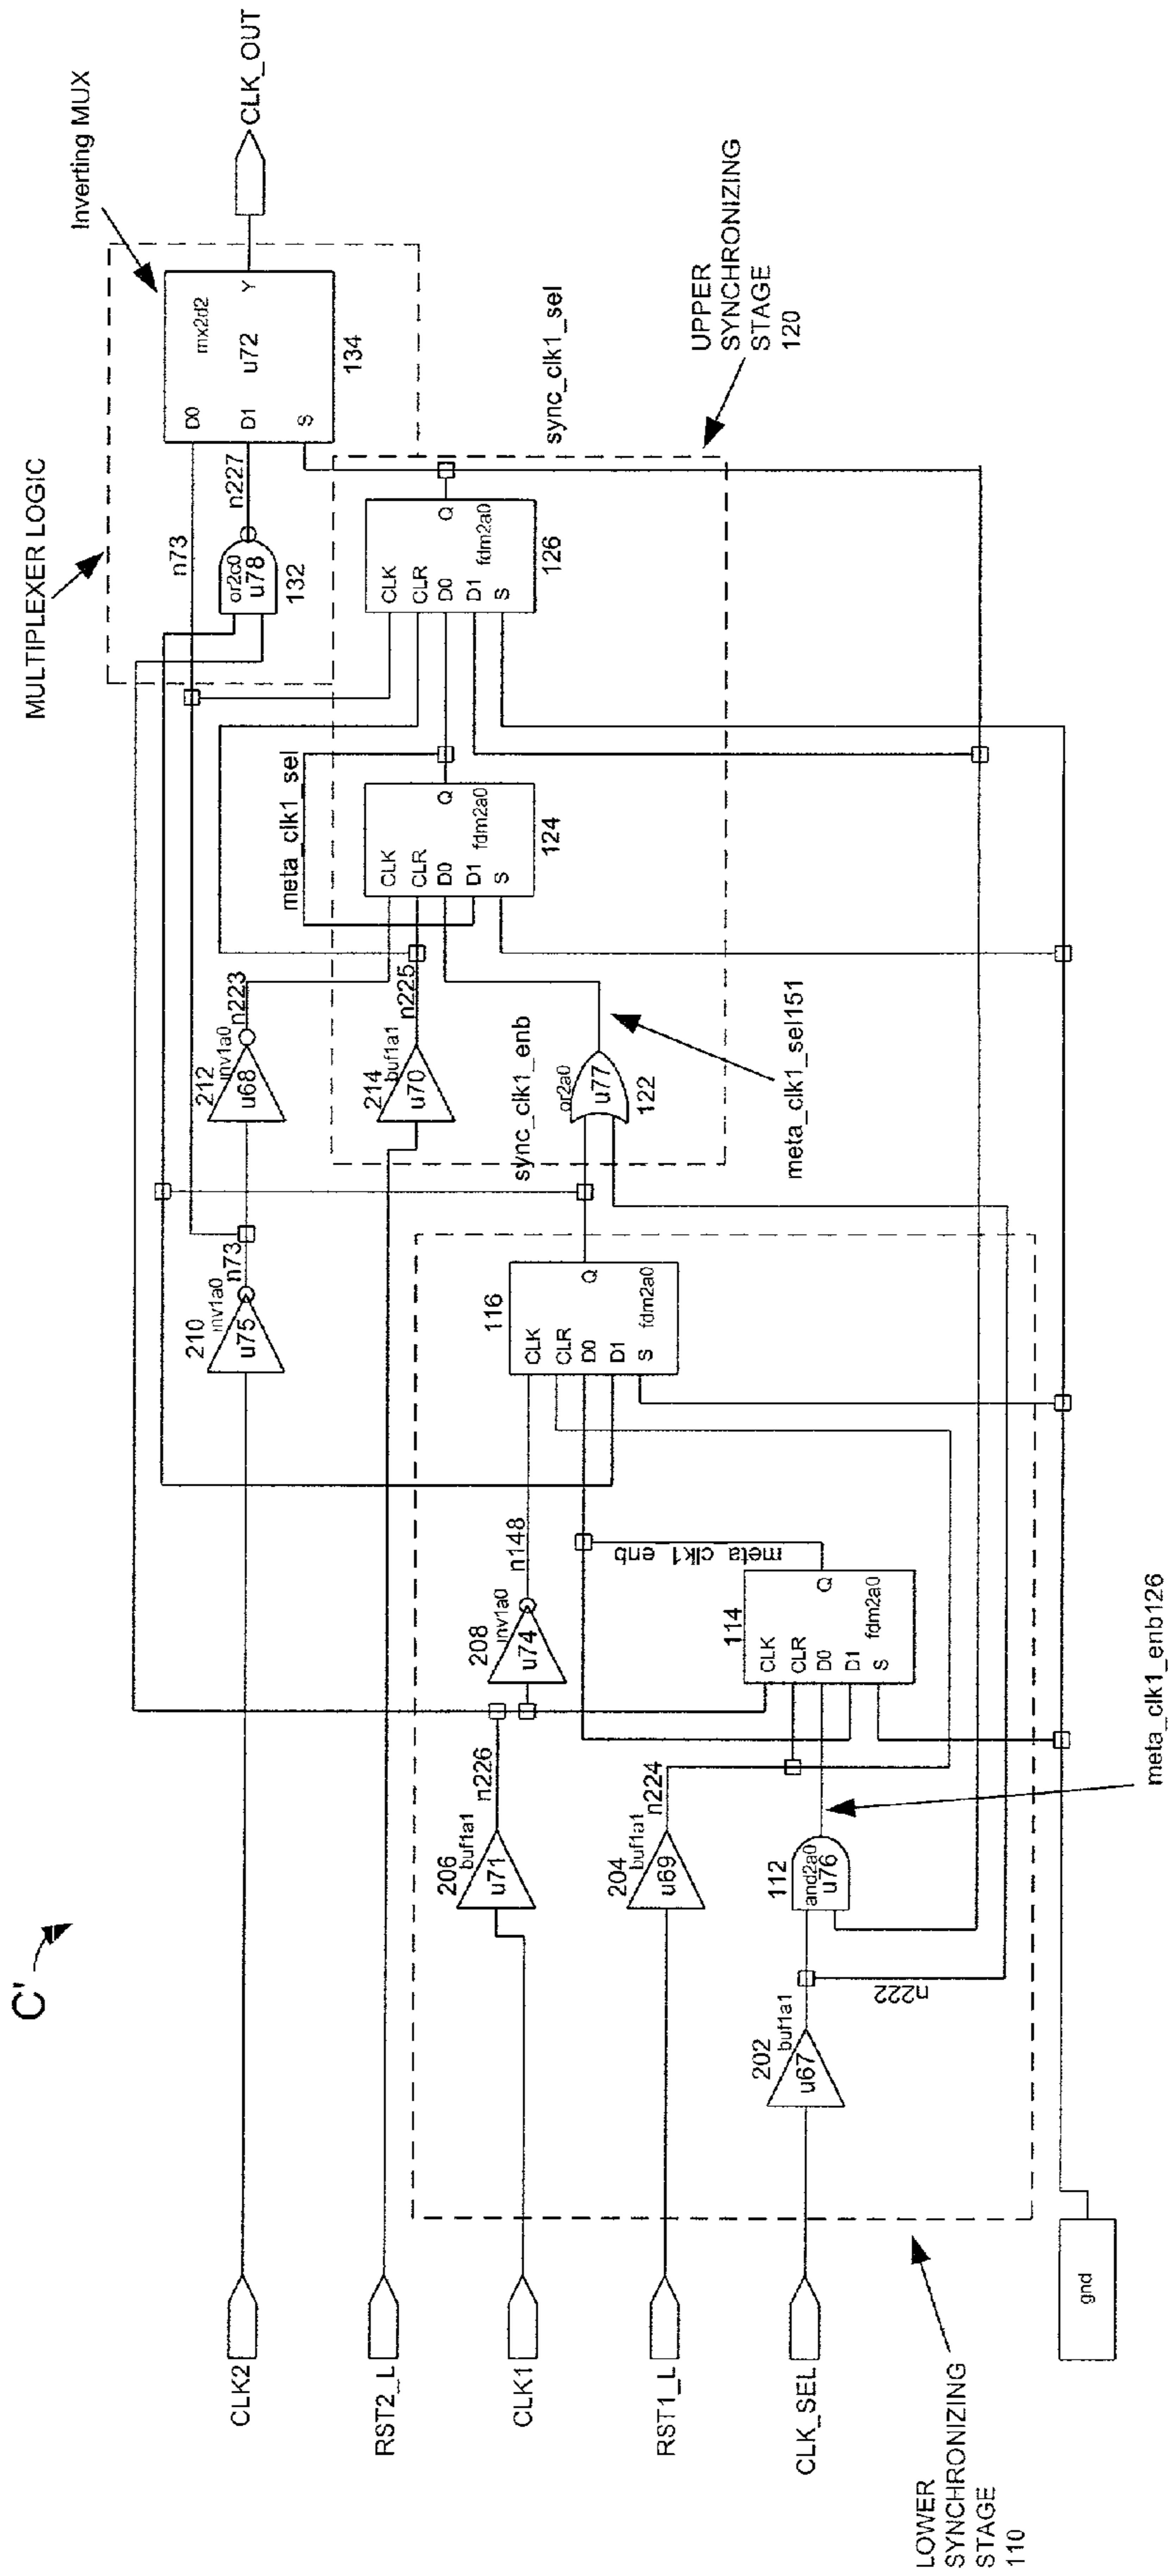 C'
MULTIPLEXER LOGIC
Inverting MUX
CLK_OUT
mx2d2
D0
D1
S
Y
u72
134
n73
n227
or2c0
u78
132
UPPER
SYNCHRONIZING
STAGE
120
sync_clk1_sel
CLK
CLR
D0
D1
S
Q
fdm2a0
126
meta_clk1_sel
CLK
CLR
D0
D1
S
Q
fdm2a0
124
212
inv1a0
u68
n223
214
buf1a1
u70
n225
sync_clk1_enb
or2a0
u77
122
meta_clk1_sel151
210
inv1a0
u75
n73
116
CLK
CLR
D0
D1
S
Q
fdm2a0
208
inv1a0
u74
n148
meta_clk1_enb
114
CLK
CLR
D0
D1
S
Q
fdm2a0
206
buf1a1
u71
n226
204
buf1a1
u69
n224
112
and2a0
u76
meta_clk1_enb126
202
buf1a1
u67
n222
CLK2
RST2_L
CLK1
RST1_L
CLK_SEL
gnd
LOWER
SYNCHRONIZING
STAGE
110